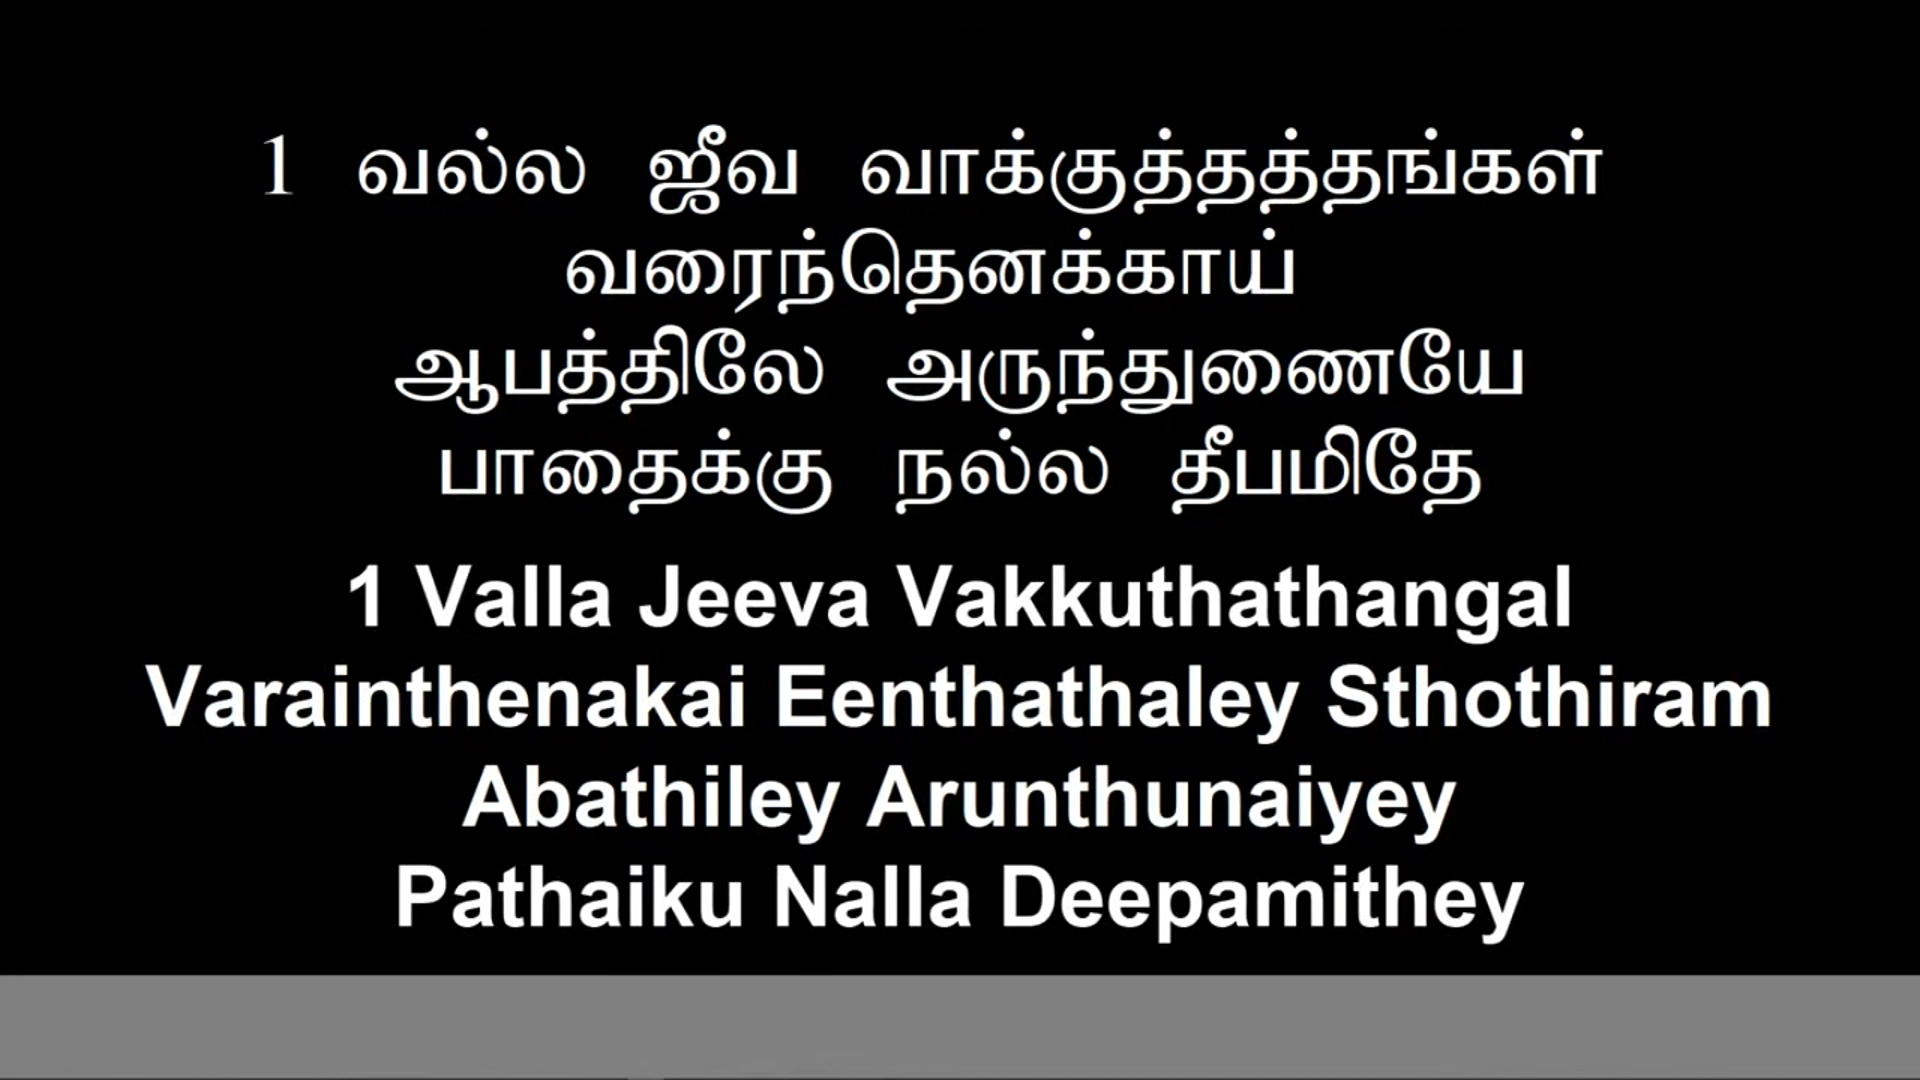 1 வல்ல ஜீவ வாக்குத்தத்தங்கள்
வரைந்தெனக்காய்
ஆபத்திலே அருந்துணையே
பாதைக்கு நல்ல தீபமிதே
1 Valla Jeeva Vakkuthathangal
Varainthenakai Eenthathaley Sthothiram
Abathiley Arunthunaiyey
Pathaiku Nalla Deepamithey